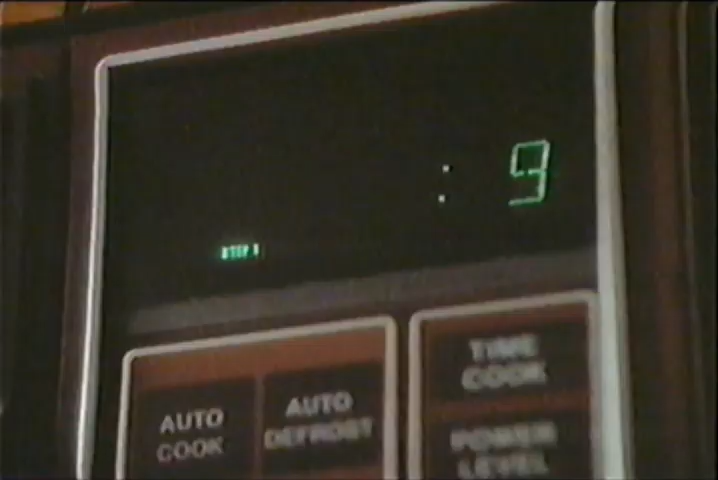 : 9
STEP 1
AUTO
COOK
AUTO
DEFROST
TIME
COOK
POWER
LEVEL